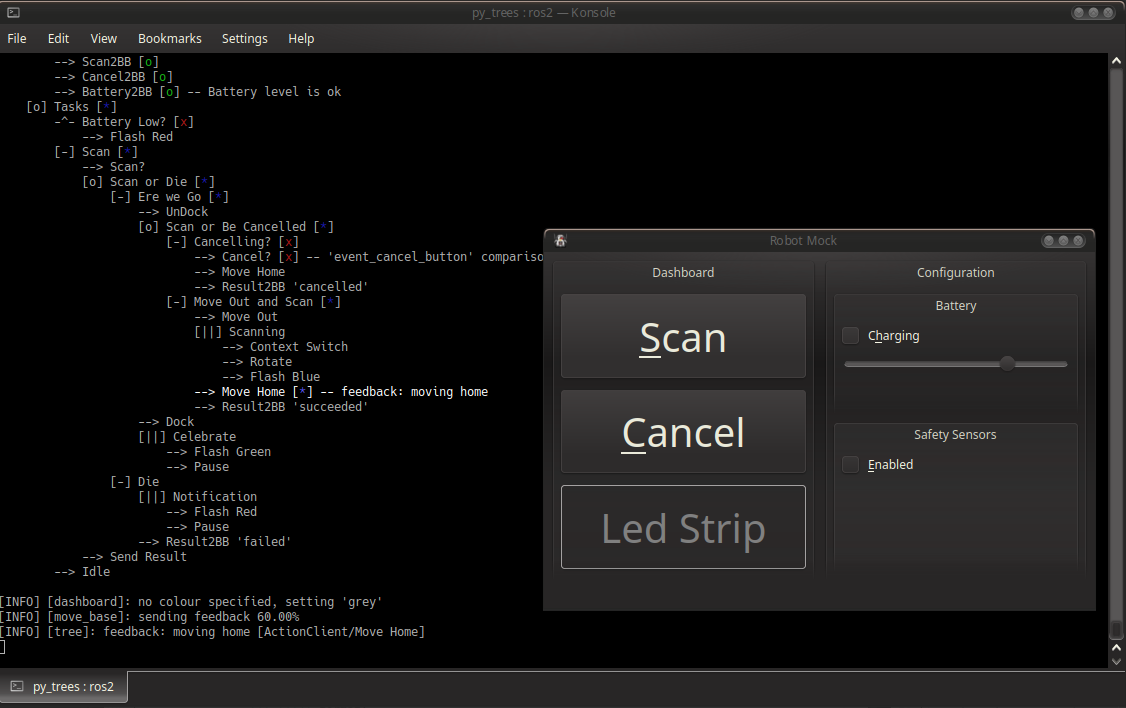 py_trees : ros2 — Konsole
File Edit View Bookmarks Settings Help
--> Scan2BB [o]
--> Cancel2BB [o]
--> Battery2BB [o] -- Battery level is ok
[o] Tasks [*]
-^- Battery Low? [x]
--> Flash Red
[-] Scan [*]
--> Scan?
[o] Scan or Die [*]
[-] Ere we Go [*]
--> UnDock
[o] Scan or Be Cancelled [*]
[-] Cancelling? [x]
--> Cancel? [x] -- 'event_cancel_button' compariso
--> Move Home
--> Result2BB 'cancelled'
[-] Move Out and Scan [*]
--> Move Out
[||] Scanning
--> Context Switch
--> Rotate
--> Flash Blue
--> Move Home [*] -- feedback: moving home
--> Result2BB 'succeeded'
--> Dock
[||] Celebrate
--> Flash Green
--> Pause
[-] Die
[||] Notification
--> Flash Red
--> Pause
--> Result2BB 'failed'
--> Send Result
--> Idle
[INFO] [dashboard]: no colour specified, setting 'grey'
[INFO] [move_base]: sending feedback 60.00%
[INFO] [tree]: feedback: moving home [ActionClient/Move Home]
py_trees : ros2
Robot Mock
Dashboard
Scan
Cancel
Led Strip
Configuration
Battery
Charging
Safety Sensors
Enabled